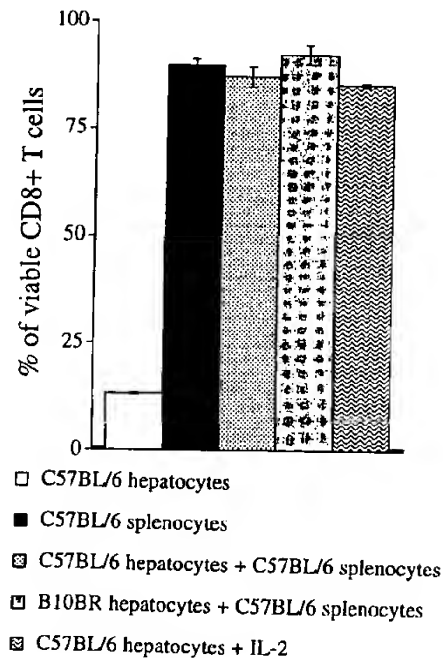 100
75
50
25
0
% of viable CD8+ T cells
C57BL/6 hepatocytes
C57BL/6 splenocytes
C57BL/6 hepatocytes + C57BL/6 splenocytes
B10BR hepatocytes + C57BL/6 splenocytes
C57BL/6 hepatocytes + IL-2